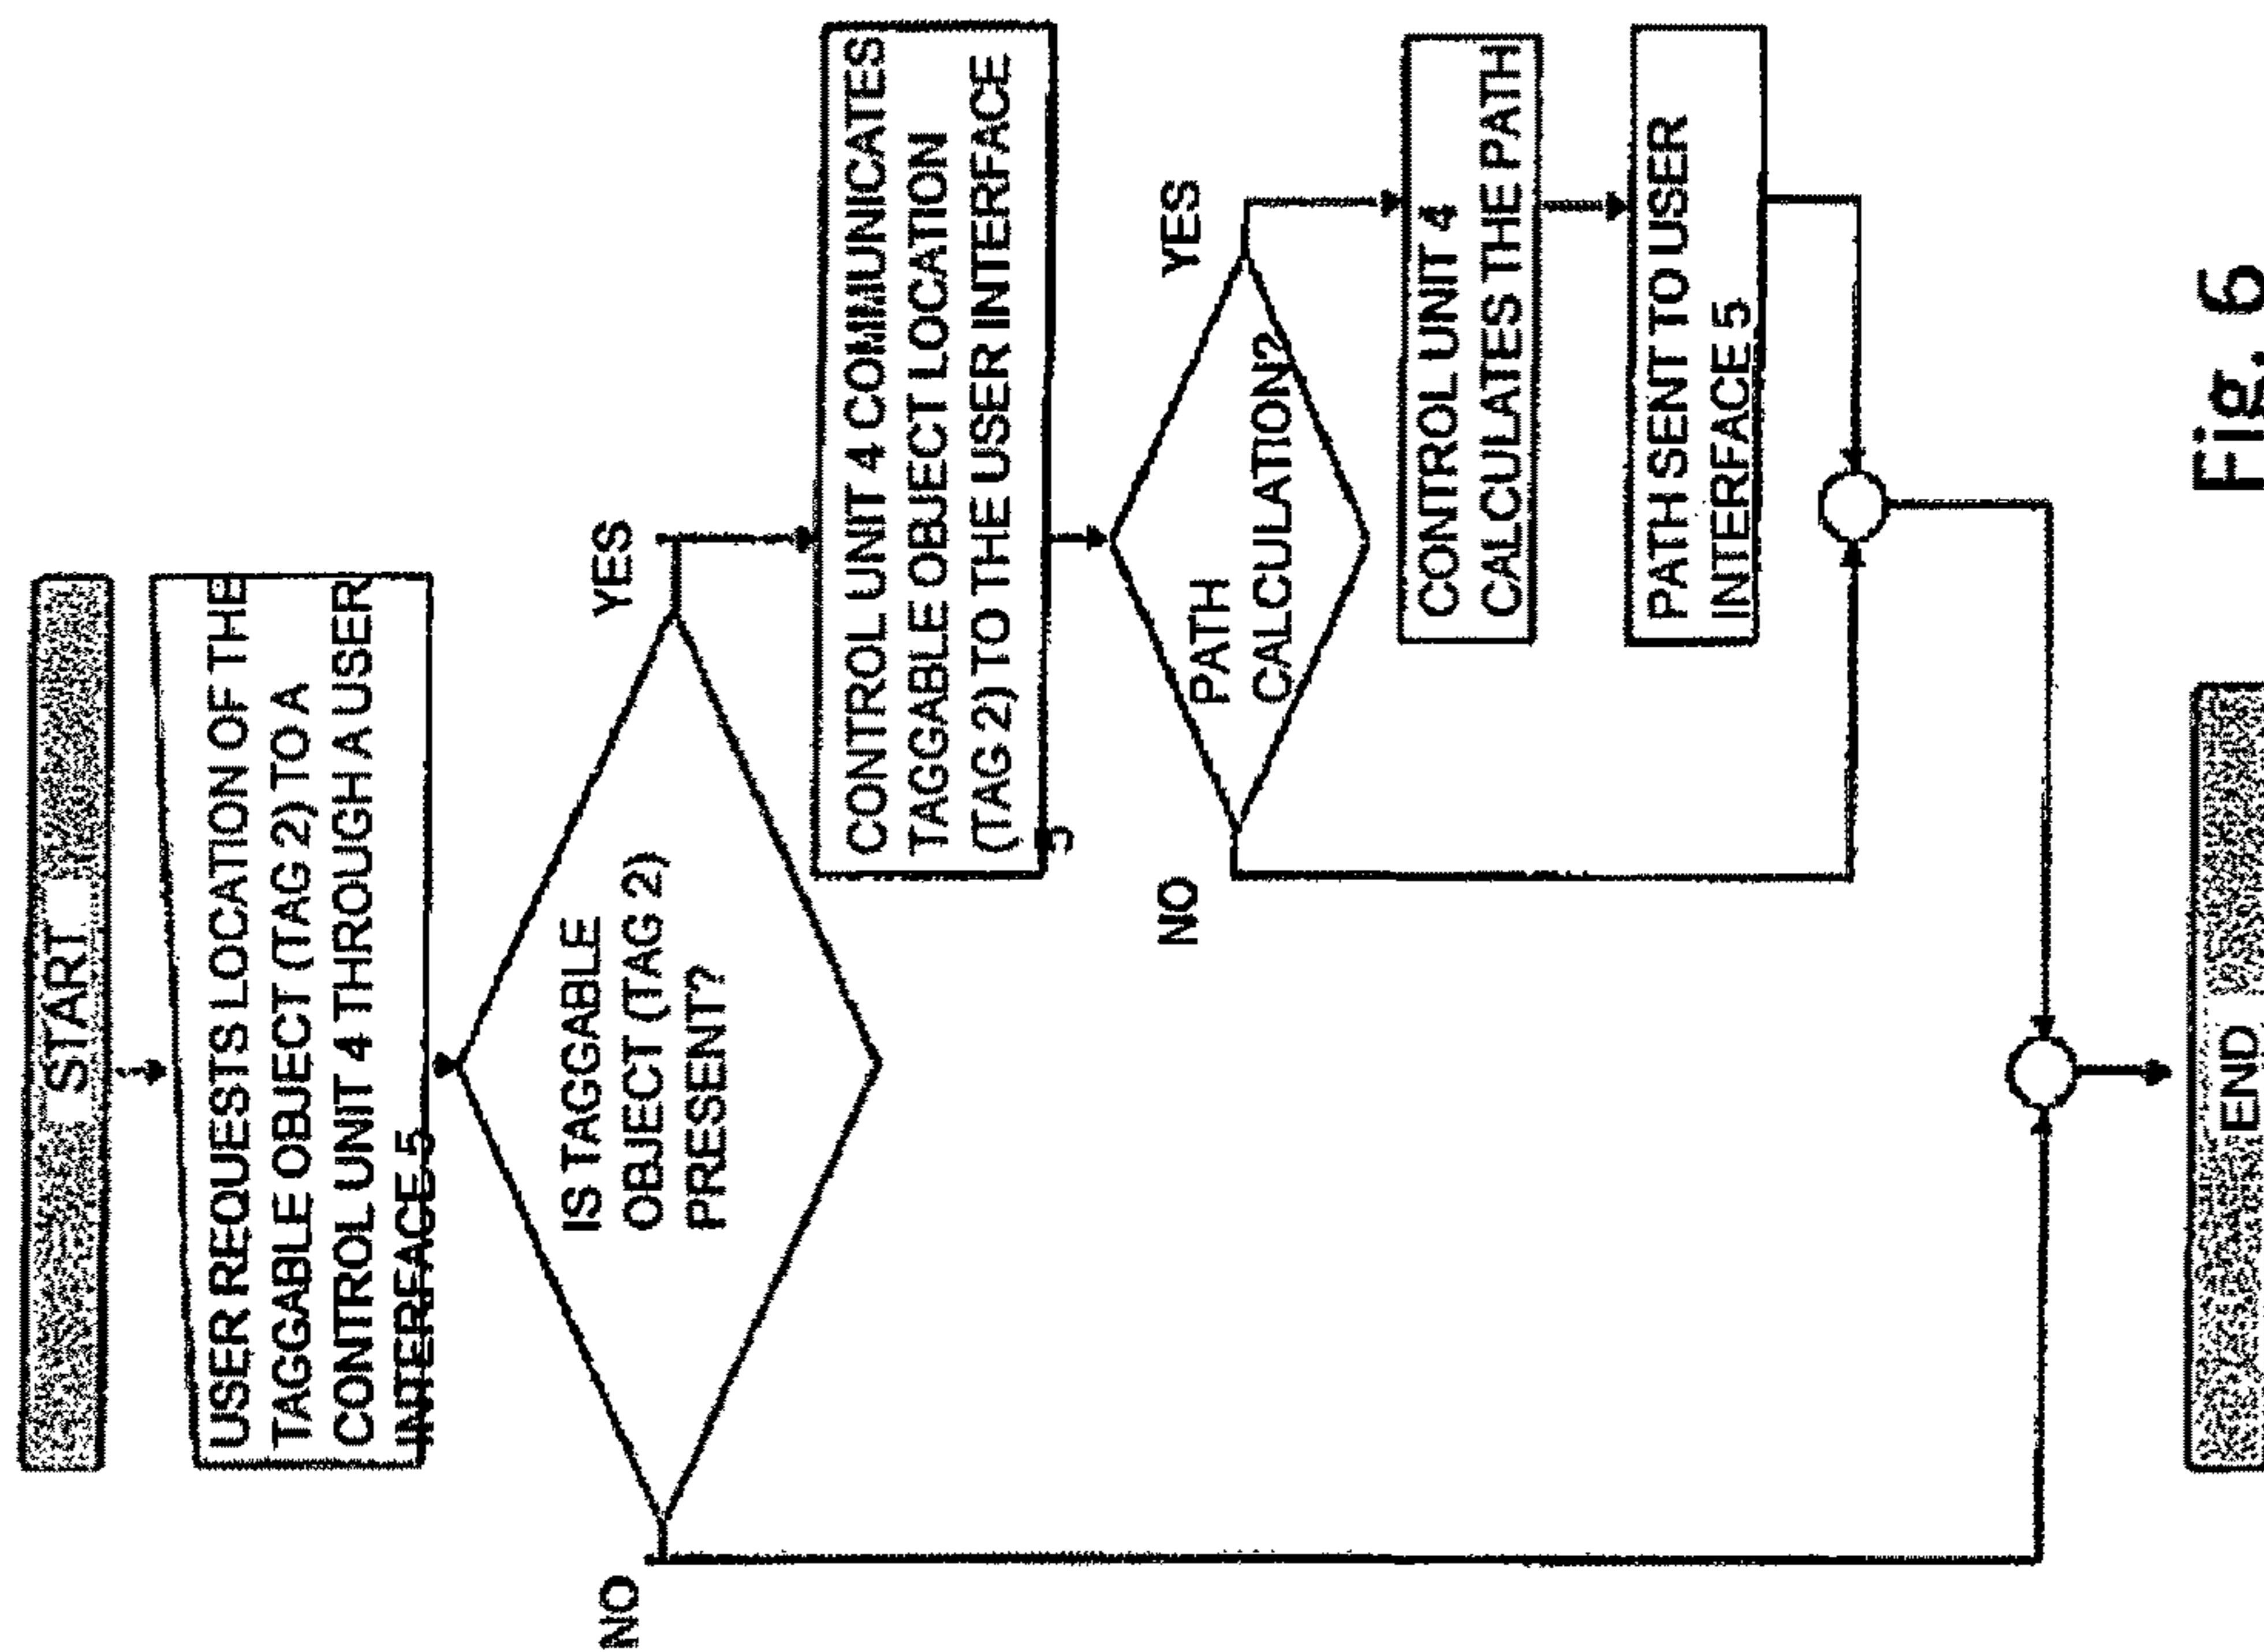 START
USER REQUESTS LOCATION OF THE
TAGGABLE OBJECT (TAG 2) TO A
CONTROL UNIT 4 THROUGH A USER
INTERFACE 5
IS TAGGABLE
OBJECT (TAG 2)
PRESENT?
NO
YES
CONTROL UNIT 4 COMMUNICATES
TAGGABLE OBJECT LOCATION
(TAG 2) TO THE USER INTERFACE
5
PATH
CALCULATION?
NO
YES
CONTROL UNIT 4
CALCULATES THE PATH
PATH SENT TO USER
INTERFACE 5
END
Fig. 6